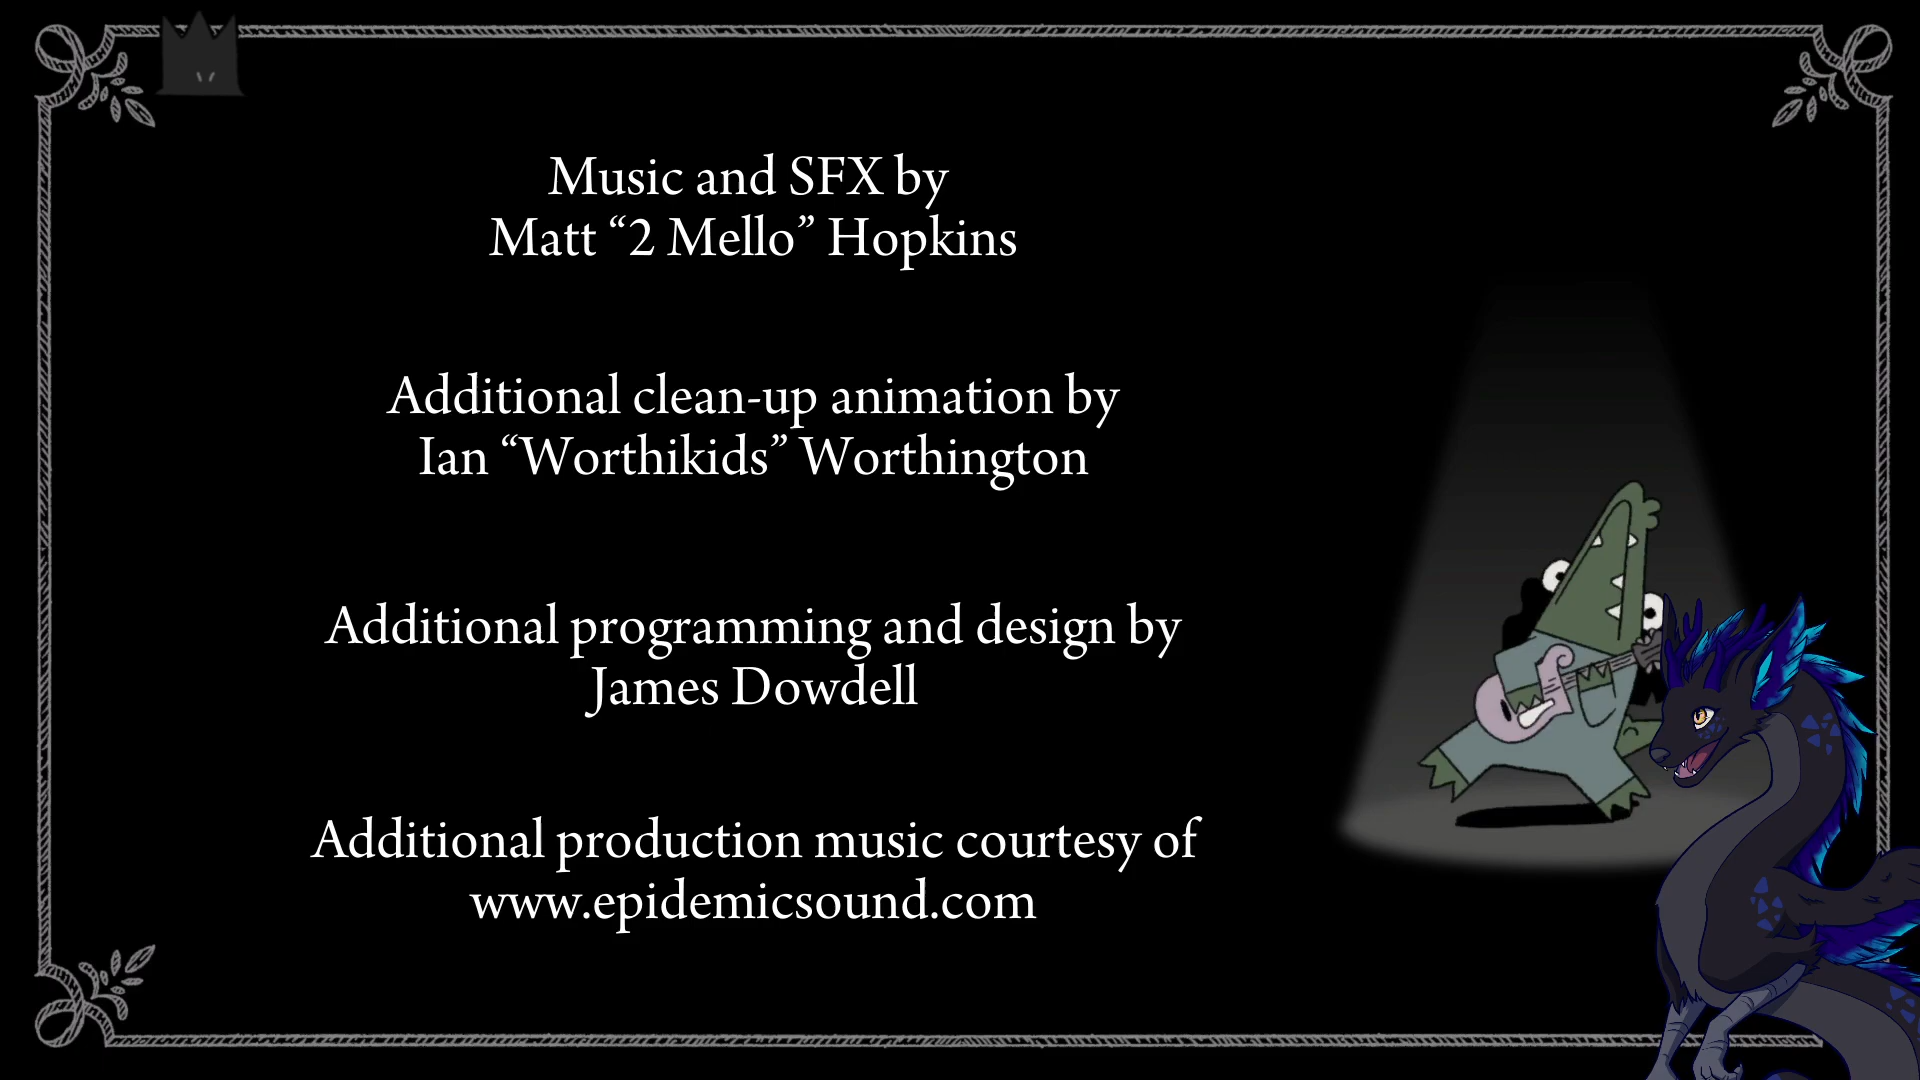 Music and SFX by
Matt “2 Mello” Hopkins
Additional clean-up animation by
Ian “Worthikids” Worthington
Additional programming and design by
James Dowdell
Additional production music courtesy of
www.epidemicsound.com